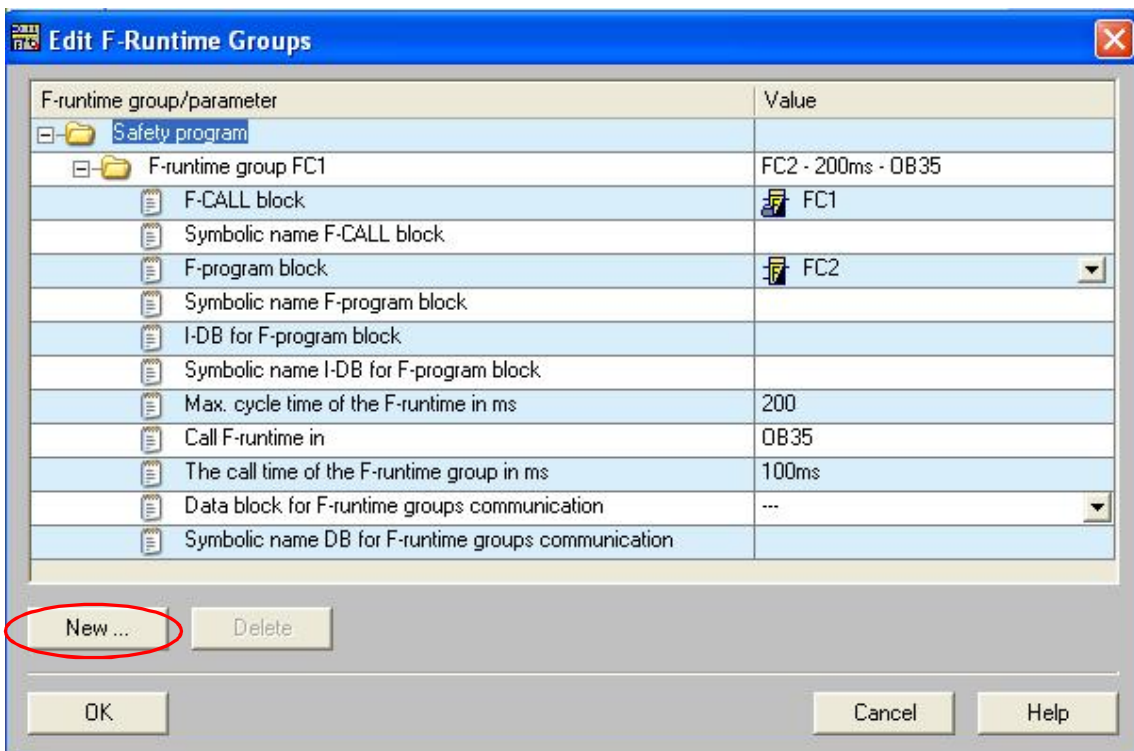 Edit F-Runtime Groups
F-runtime group/parameter Value
Safety program
F-runtime group FC1 FC2 - 200ms - OB35
F-CALL block FC1
Symbolic name F-CALL block
F-program block FC2
Symbolic name F-program block
I-DB for F-program block
Symbolic name I-DB for F-program block
Max. cycle time of the F-runtime in ms 200
Call F-runtime in OB35
The call time of the F-runtime group in ms 100ms
Data block for F-runtime groups communication ---
Symbolic name DB for F-runtime groups communication
New ... Delete
OK Cancel Help